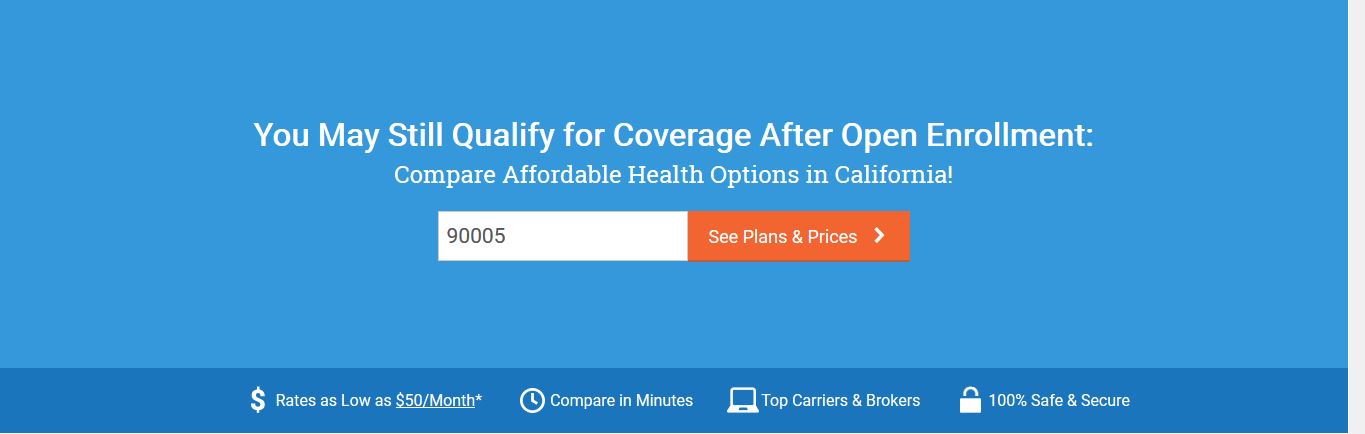 You May Still Qualify for Coverage After Open Enrollment:
Compare Affordable Health Options in California!
90005 See Plans & Prices
Rates as Low as $50/Month* Compare in Minutes Top Carriers & Brokers 100% Safe & Secure